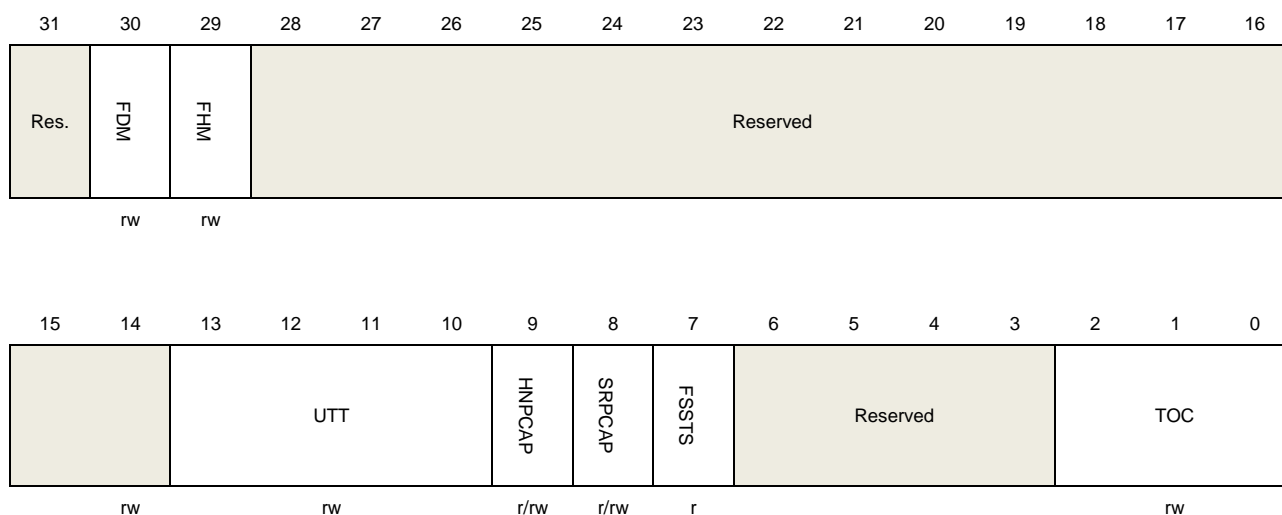 31 30 29 28 27 26 25 24 23 22 21 20 19 18 17 16
Res. FDM FHM Reserved
rw rw
15 14 13 12 11 10 9 8 7 6 5 4 3 2 1 0
UTT HNPCAP SRPCAP FSSTS Reserved TOC
rw rw r/rw r/rw r rw